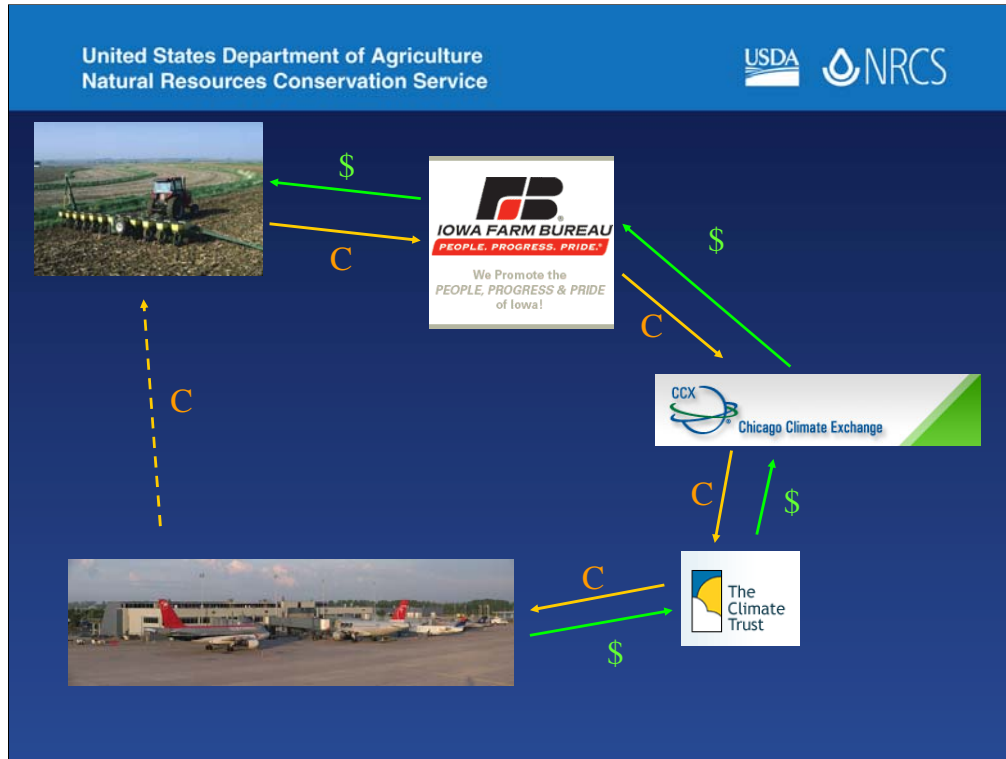 United States Department of Agriculture
Natural Resources Conservation Service
USDA
NRCS
$
C
FB®
IOWA FARM BUREAU
PEOPLE. PROGRESS. PRIDE.®
We Promote the
PEOPLE, PROGRESS & PRIDE
of Iowa!
$
C
CCX
®
Chicago Climate Exchange
C
C
$
C
$
The
Climate
Trust